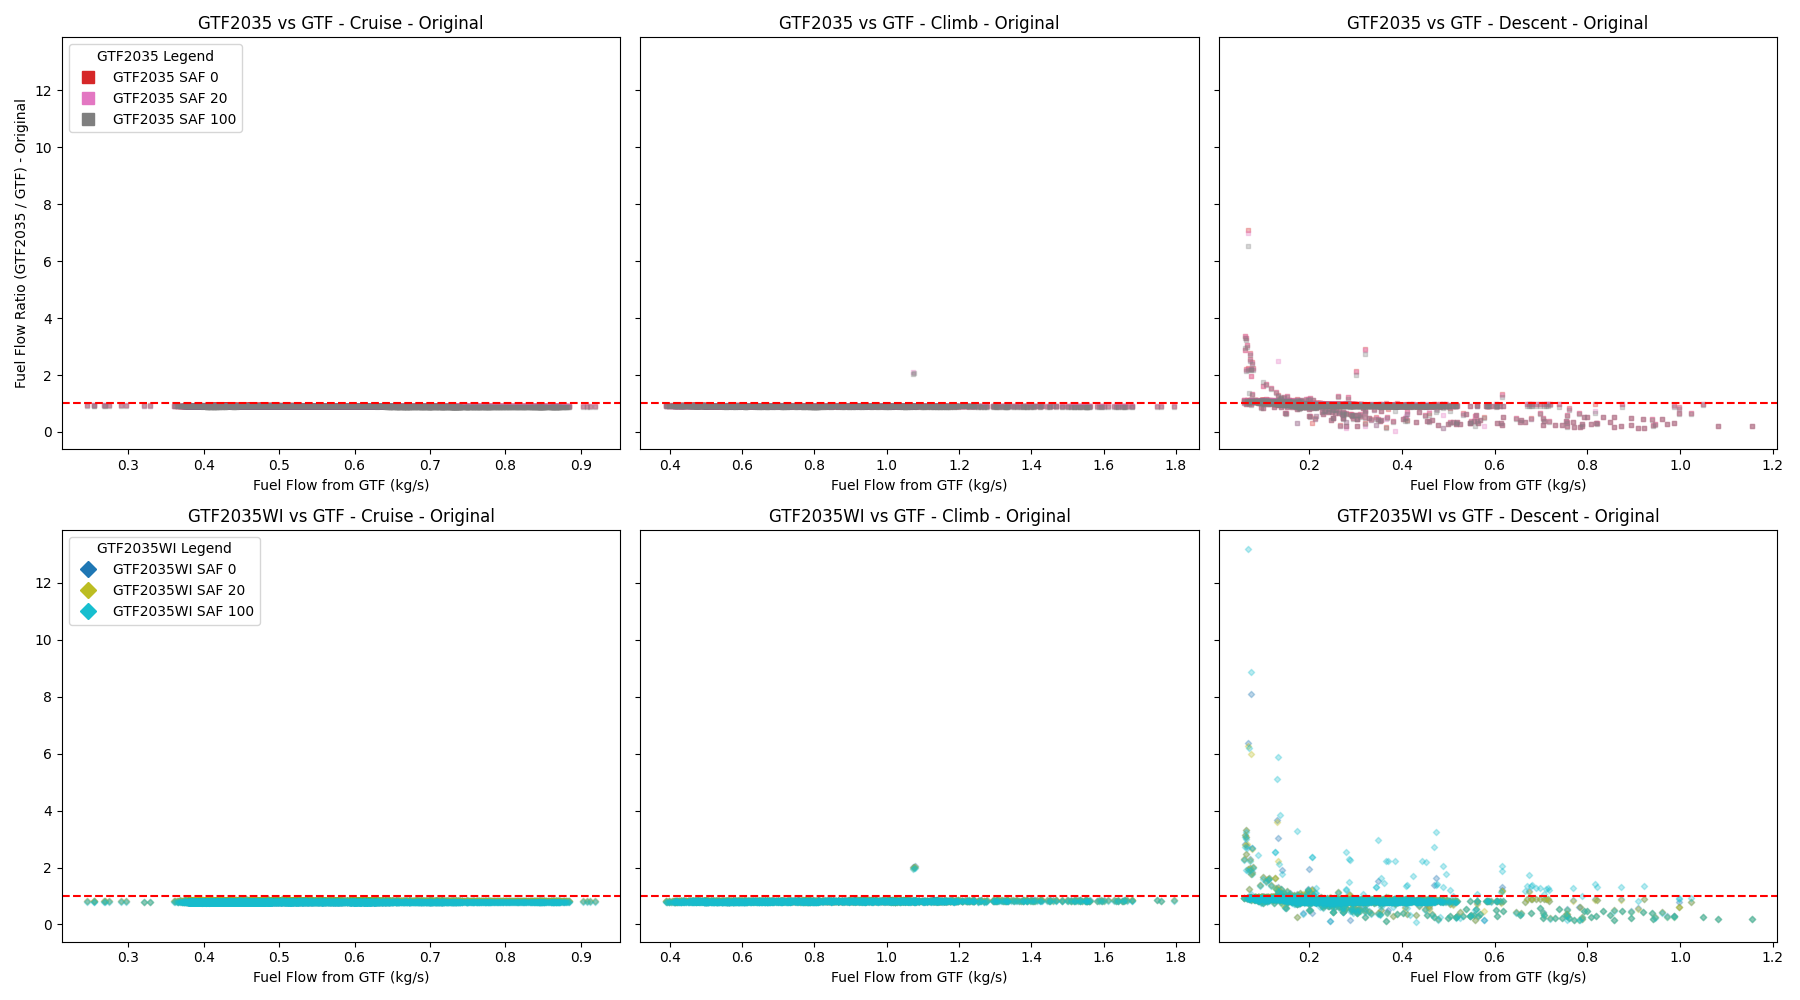 GTF2035 vs GTF - Cruise - Original
GTF2035 vs GTF - Climb - Original
GTF2035 vs GTF - Descent - Original
GTF2035 Legend
GTF2035 SAF 0
GTF2035 SAF 20
GTF2035 SAF 100
Fuel Flow Ratio (GTF2035 / GTF) - Original
12
10
8
6
4
2
0
0.3 0.4 0.5 0.6 0.7 0.8 0.9
0.4 0.6 0.8 1.0 1.2 1.4 1.6 1.8
0.2 0.4 0.6 0.8 1.0 1.2
Fuel Flow from GTF (kg/s)
Fuel Flow from GTF (kg/s)
Fuel Flow from GTF (kg/s)
GTF2035WI vs GTF - Cruise - Original
GTF2035WI vs GTF - Climb - Original
GTF2035WI vs GTF - Descent - Original
GTF2035WI Legend
GTF2035WI SAF 0
GTF2035WI SAF 20
GTF2035WI SAF 100
12
10
8
6
4
2
0
0.3 0.4 0.5 0.6 0.7 0.8 0.9
0.4 0.6 0.8 1.0 1.2 1.4 1.6 1.8
0.2 0.4 0.6 0.8 1.0 1.2
Fuel Flow from GTF (kg/s)
Fuel Flow from GTF (kg/s)
Fuel Flow from GTF (kg/s)